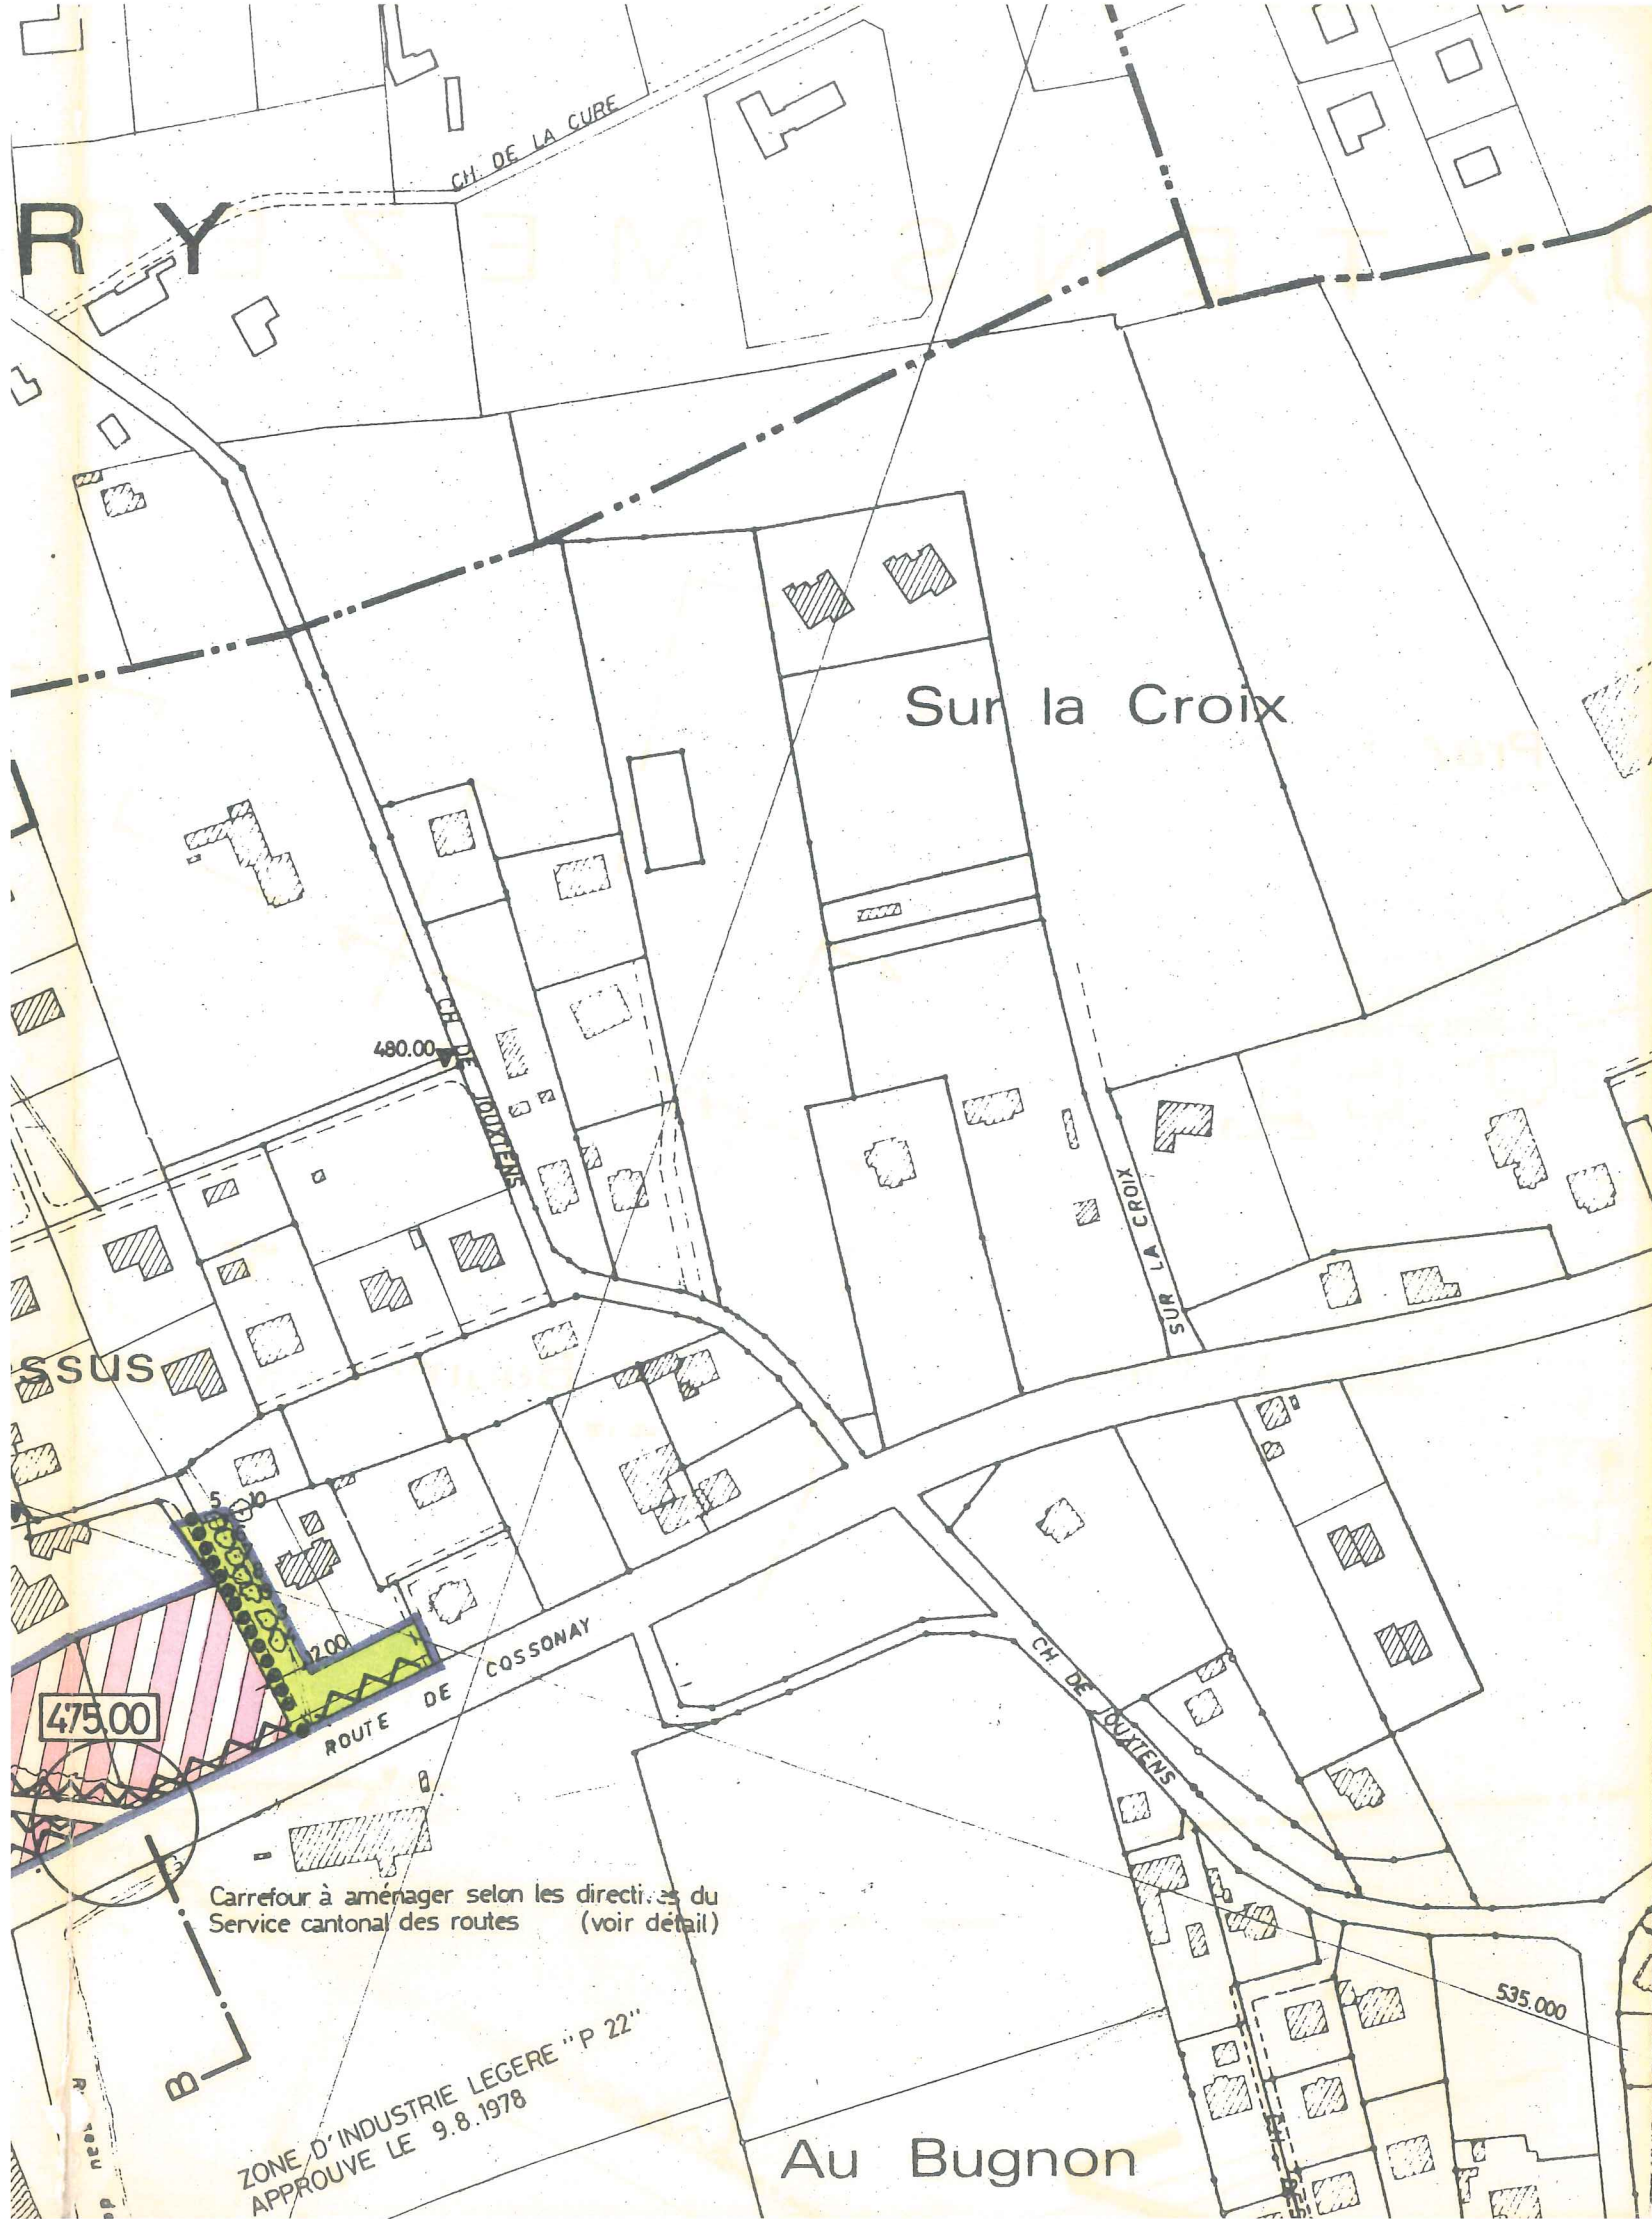 CH. DE LA CURE
R Y
Sur la Croix
480.00
CH DE JOUXTENS
SUR LA CROIX
ssus
5
10
12.00
475.00
ROUTE DE COSSONAY
CH. DE JOUXTENS
Carrefour à aménager selon les du
Service cantonal des routes (voir détail)
535.000
B
ZONE D'INDUSTRIE LEGERE "P 22"
APPROUVE LE 9.8.1978
Au Bugnon